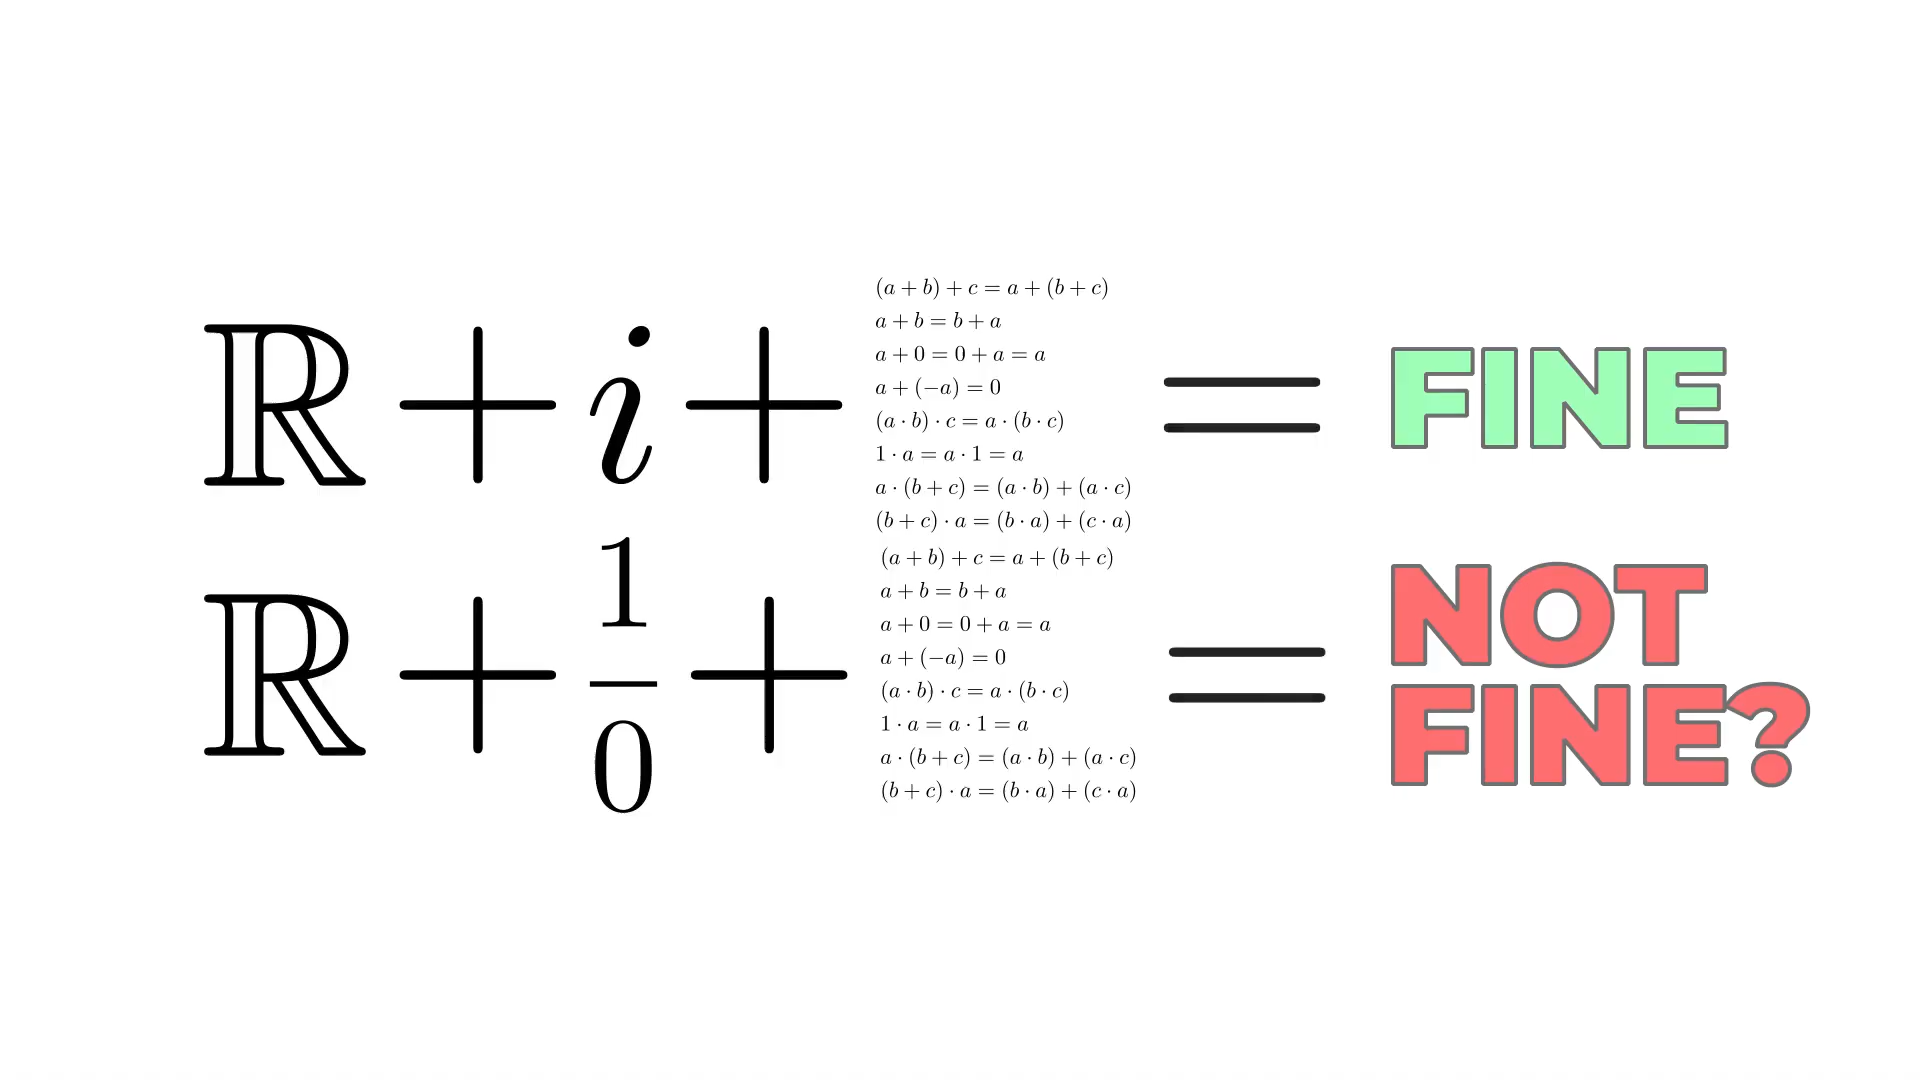 ℝ + i +
(a + b) + c = a + (b + c)
a + b = b + a
a + 0 = 0 + a = a
a + (−a) = 0
(a · b) · c = a · (b · c)
1 · a = a · 1 = a
a · (b + c) = (a · b) + (a · c)
(b + c) · a = (b · a) + (c · a)
= FINE
ℝ + 1/0 +
(a + b) + c = a + (b + c)
a + b = b + a
a + 0 = 0 + a = a
a + (−a) = 0
(a · b) · c = a · (b · c)
1 · a = a · 1 = a
a · (b + c) = (a · b) + (a · c)
(b + c) · a = (b · a) + (c · a)
= NOT
FINE?